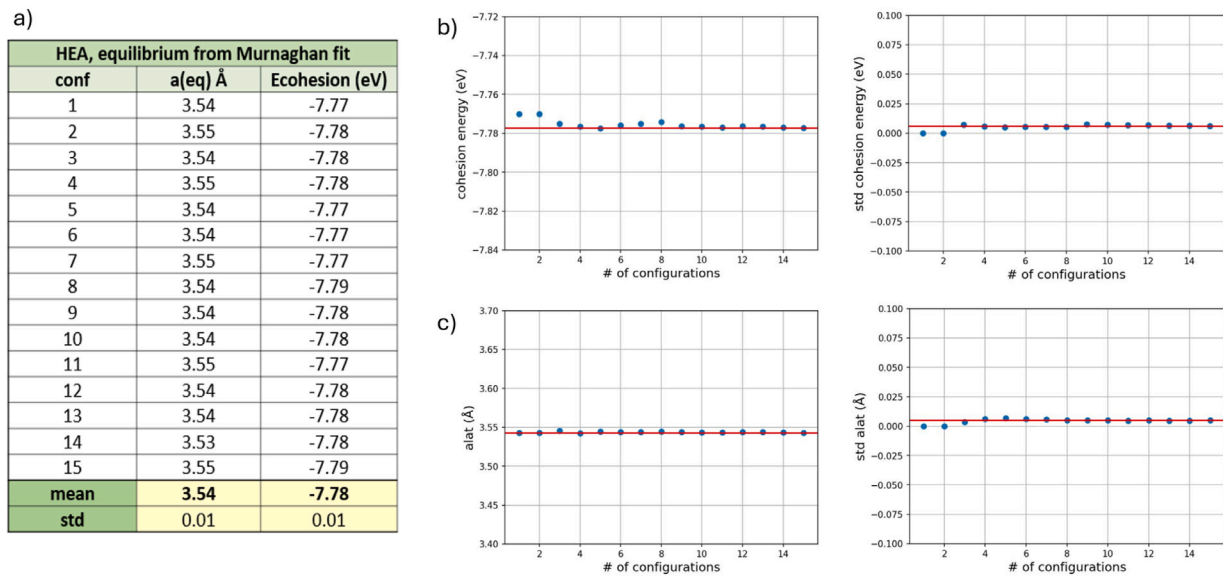 a)
HEA, equilibrium from Murnaghan fit
conf a(eq) Å Ecohesion (eV)
1 3.54 -7.77
2 3.55 -7.78
3 3.54 -7.78
4 3.55 -7.78
5 3.54 -7.77
6 3.54 -7.77
7 3.55 -7.77
8 3.54 -7.79
9 3.54 -7.78
10 3.54 -7.78
11 3.55 -7.77
12 3.54 -7.78
13 3.54 -7.78
14 3.53 -7.78
15 3.55 -7.79
mean 3.54 -7.78
std 0.01 0.01
b)
cohesion energy (eV)
−7.72
−7.74
−7.76
−7.78
−7.80
−7.82
−7.84
2 4 6 8 10 12 14
# of configurations
std cohesion energy (eV)
0.100
0.075
0.050
0.025
0.000
−0.025
−0.050
−0.075
−0.100
2 4 6 8 10 12 14
# of configurations
c)
alat (Å)
3.70
3.65
3.60
3.55
3.50
3.45
3.40
2 4 6 8 10 12 14
# of configurations
std alat (Å)
0.100
0.075
0.050
0.025
0.000
−0.025
−0.050
−0.075
−0.100
2 4 6 8 10 12 14
# of configurations